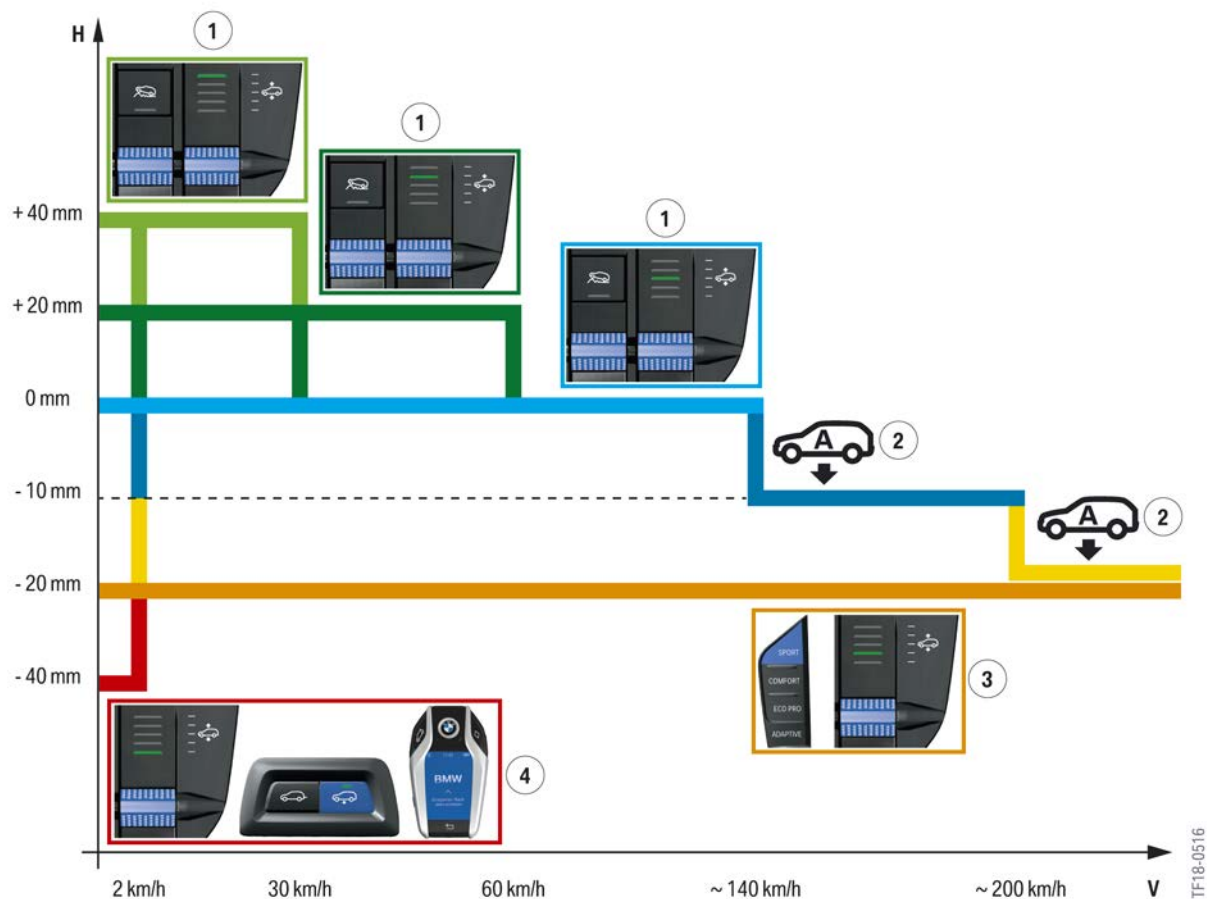 H
1
1
1
+ 40 mm
+ 20 mm
0 mm
A
2
- 10 mm
A
2
- 20 mm
SPORT
COMFORT
ECO PRO
ADAPTIVE
3
- 40 mm
BMW
4
2 km/h
30 km/h
60 km/h
~ 140 km/h
~ 200 km/h
V
TF18-0516